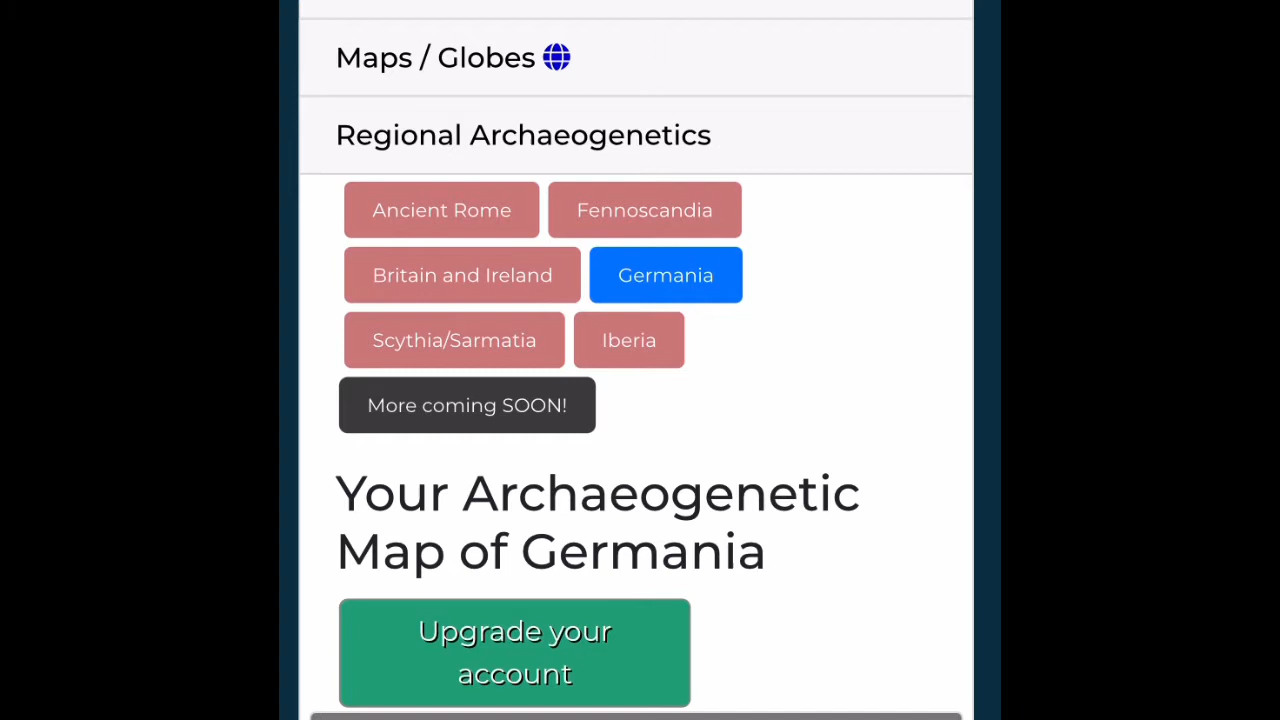 Maps / Globes
Regional Archaeogenetics
Ancient Rome
Fennoscandia
Britain and Ireland
Germania
Scythia/Sarmatia
Iberia
More coming SOON!
Your Archaeogenetic
Map of Germania
Upgrade your
account